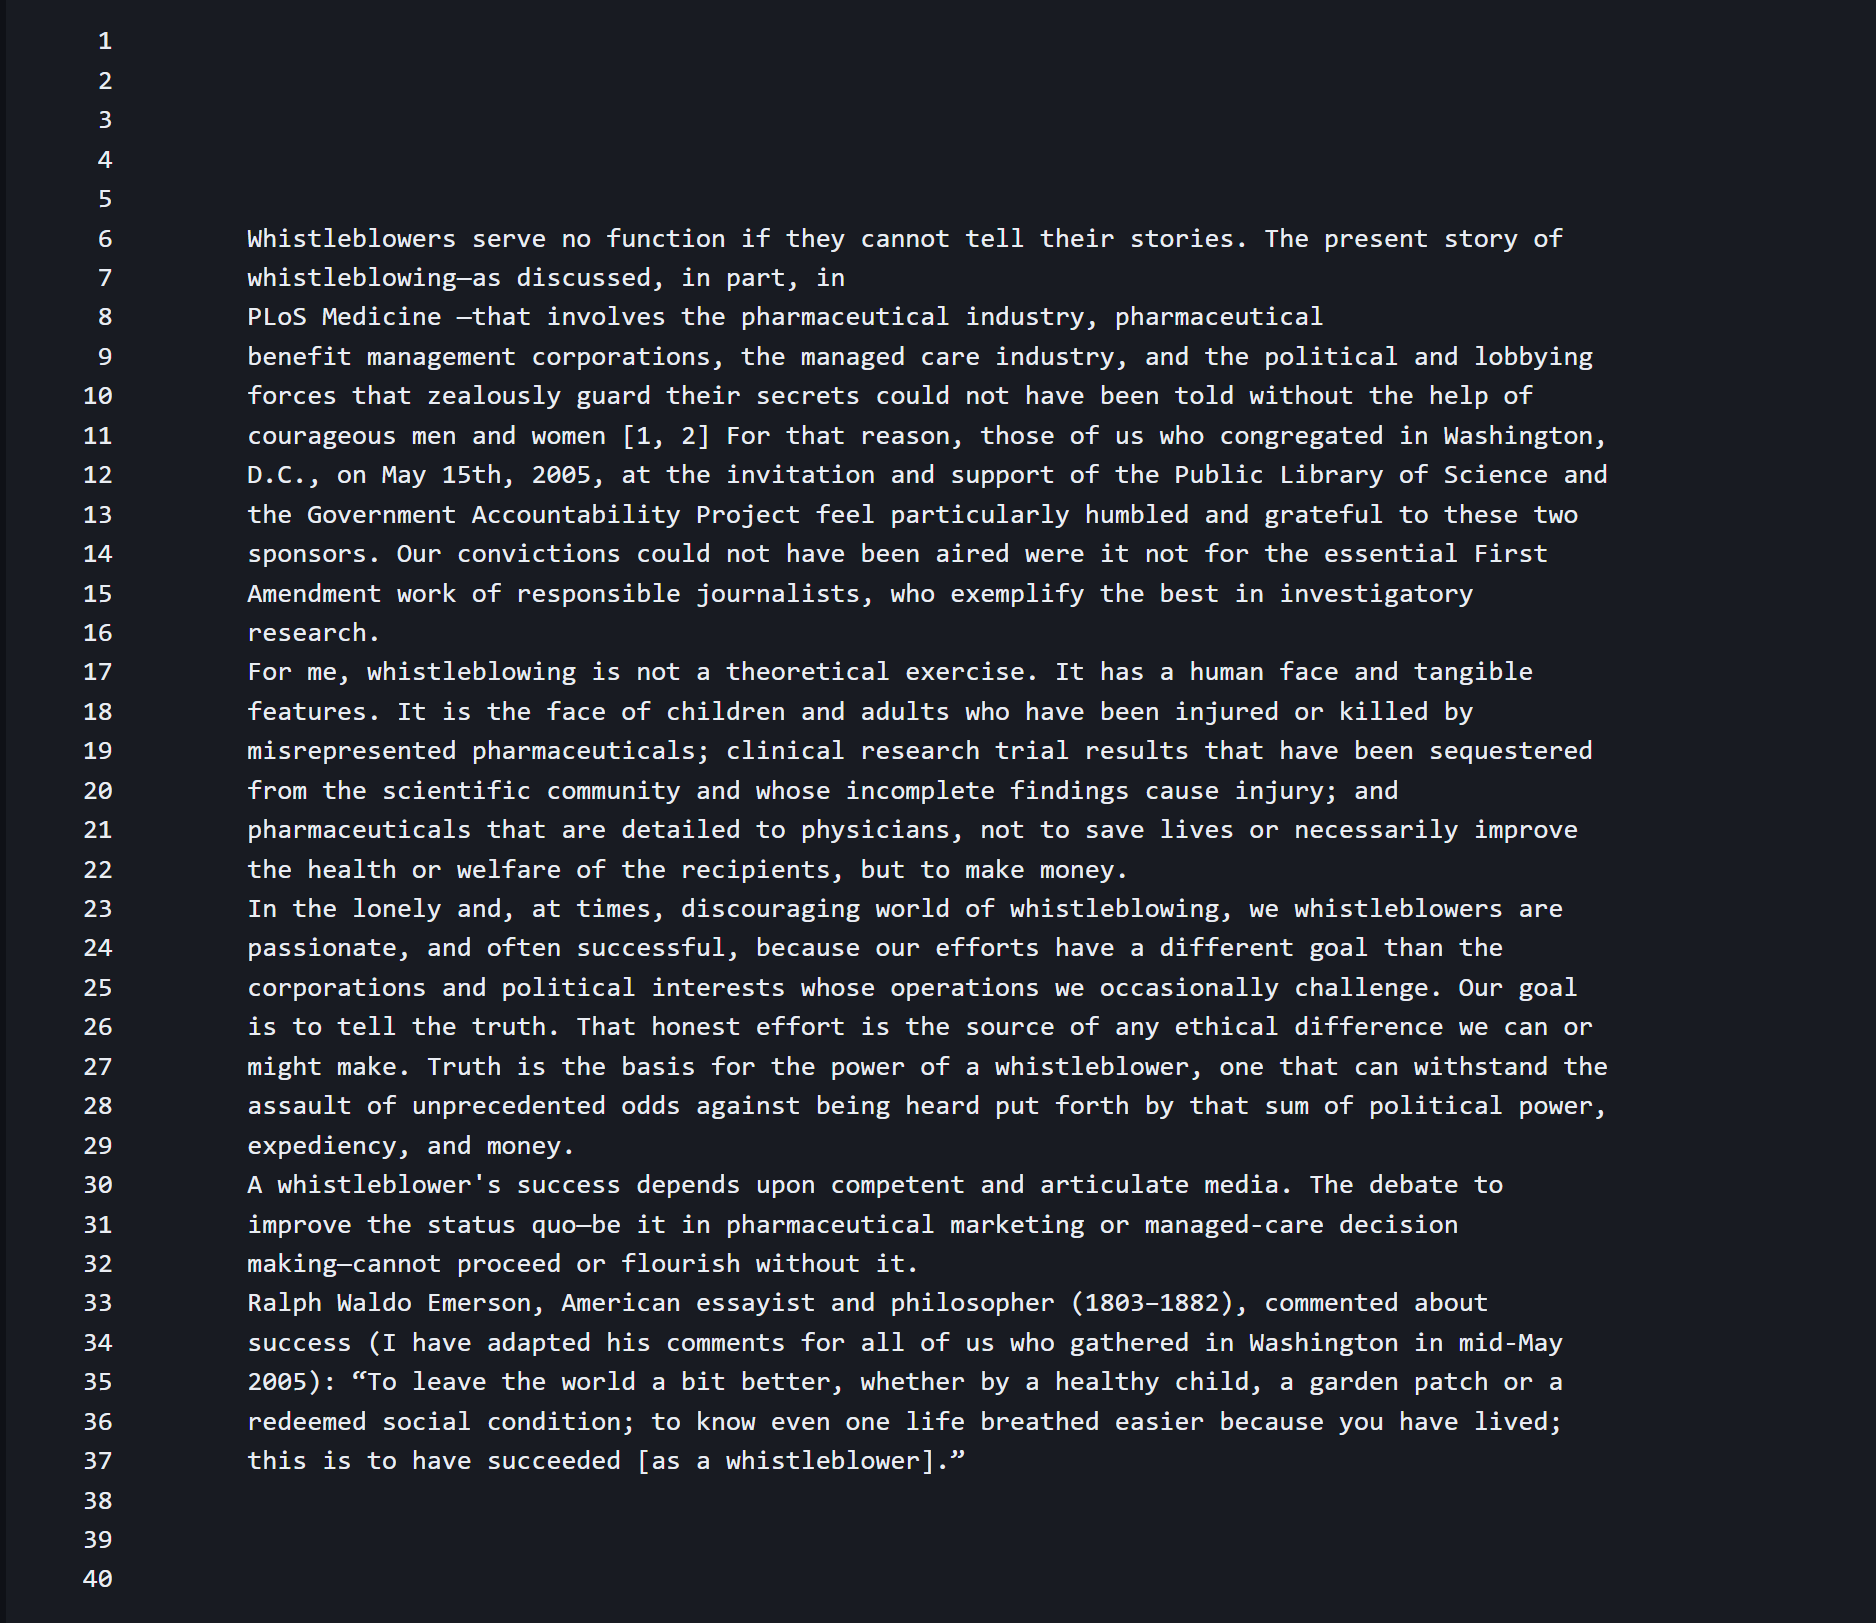 1
2
3
4
5
6 Whistleblowers serve no function if they cannot tell their stories. The present story of
7 whistleblowing—as discussed, in part, in
8 PLoS Medicine —that involves the pharmaceutical industry, pharmaceutical
9 benefit management corporations, the managed care industry, and the political and lobbying
10 forces that zealously guard their secrets could not have been told without the help of
11 courageous men and women [1, 2] For that reason, those of us who congregated in Washington,
12 D.C., on May 15th, 2005, at the invitation and support of the Public Library of Science and
13 the Government Accountability Project feel particularly humbled and grateful to these two
14 sponsors. Our convictions could not have been aired were it not for the essential First
15 Amendment work of responsible journalists, who exemplify the best in investigatory
16 research.
17 For me, whistleblowing is not a theoretical exercise. It has a human face and tangible
18 features. It is the face of children and adults who have been injured or killed by
19 misrepresented pharmaceuticals; clinical research trial results that have been sequestered
20 from the scientific community and whose incomplete findings cause injury; and
21 pharmaceuticals that are detailed to physicians, not to save lives or necessarily improve
22 the health or welfare of the recipients, but to make money.
23 In the lonely and, at times, discouraging world of whistleblowing, we whistleblowers are
24 passionate, and often successful, because our efforts have a different goal than the
25 corporations and political interests whose operations we occasionally challenge. Our goal
26 is to tell the truth. That honest effort is the source of any ethical difference we can or
27 might make. Truth is the basis for the power of a whistleblower, one that can withstand the
28 assault of unprecedented odds against being heard put forth by that sum of political power,
29 expediency, and money.
30 A whistleblower's success depends upon competent and articulate media. The debate to
31 improve the status quo—be it in pharmaceutical marketing or managed-care decision
32 making—cannot proceed or flourish without it.
33 Ralph Waldo Emerson, American essayist and philosopher (1803–1882), commented about
34 success (I have adapted his comments for all of us who gathered in Washington in mid-May
35 2005): “To leave the world a bit better, whether by a healthy child, a garden patch or a
36 redeemed social condition; to know even one life breathed easier because you have lived;
37 this is to have succeeded [as a whistleblower].”
38
39
40